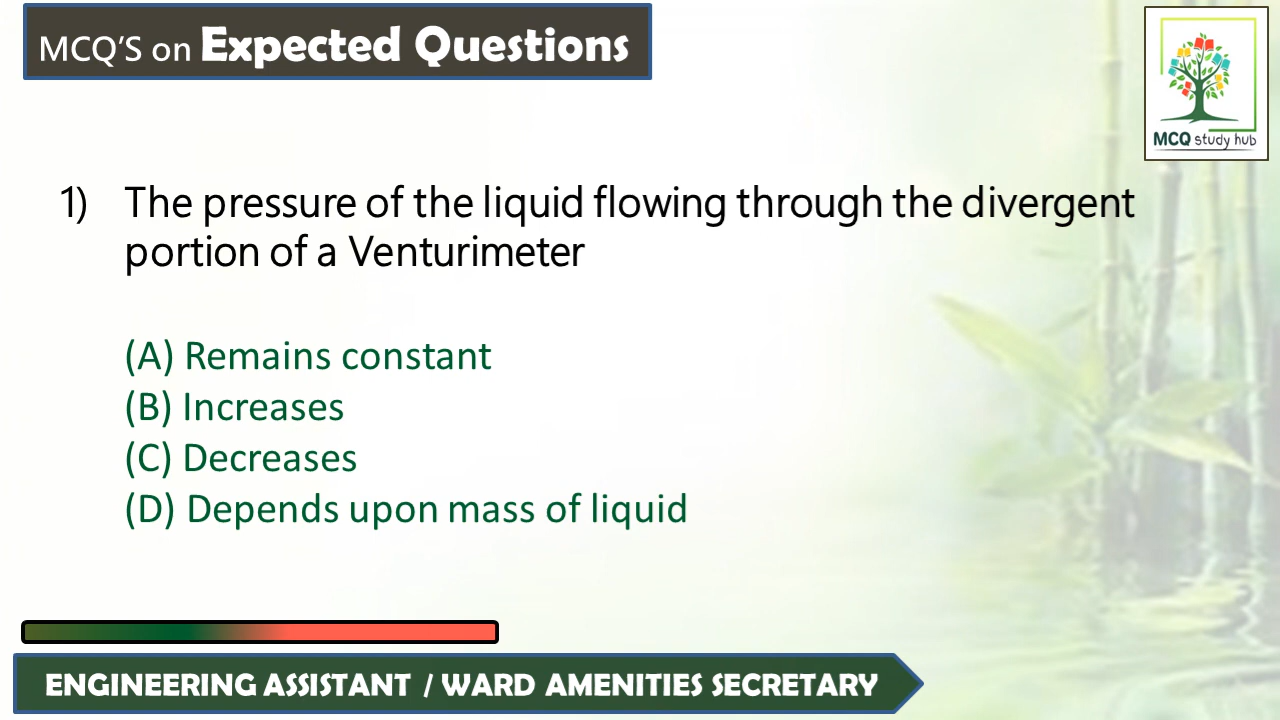 MCQ'S on Expected Questions
MCQ study hub
1) The pressure of the liquid flowing through the divergent
portion of a Venturimeter
(A) Remains constant
(B) Increases
(C) Decreases
(D) Depends upon mass of liquid
ENGINEERING ASSISTANT / WARD AMENITIES SECRETARY